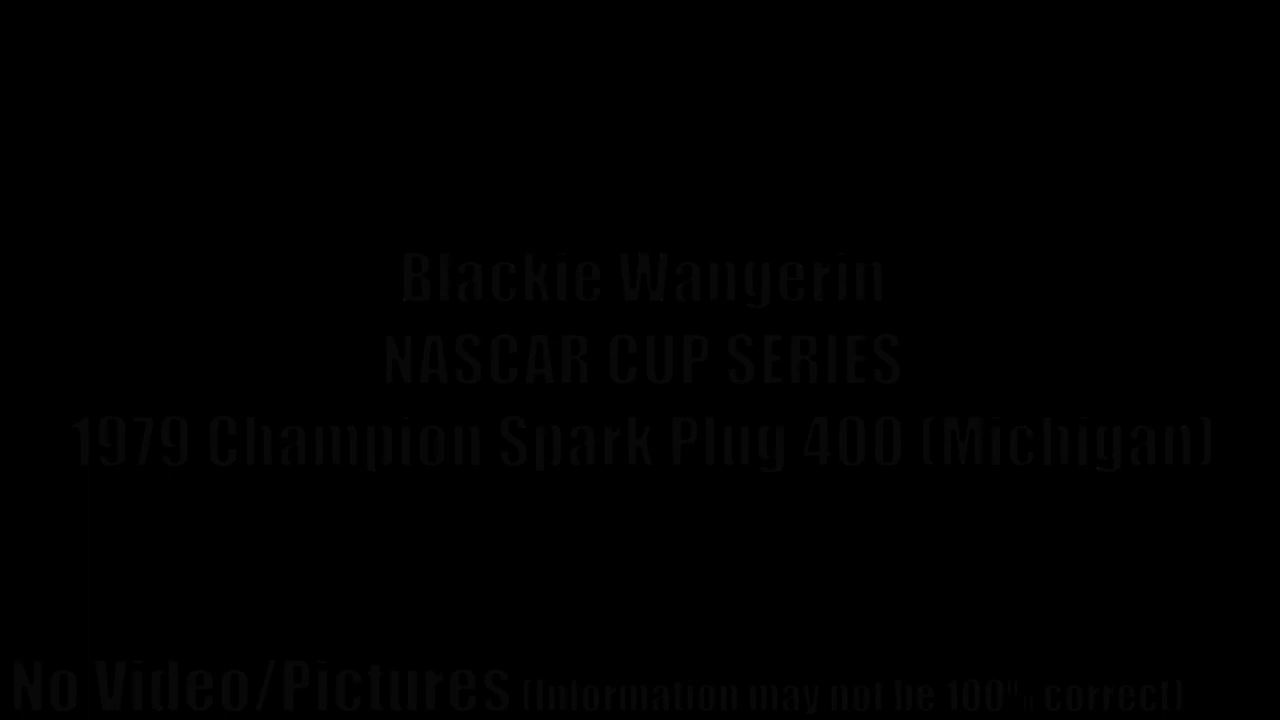 Blackie Wangerin
NASCAR CUP SERIES
1979 Champion Spark Plug 400 (Michigan)
No Video/Pictures (Information may not be 100% correct)